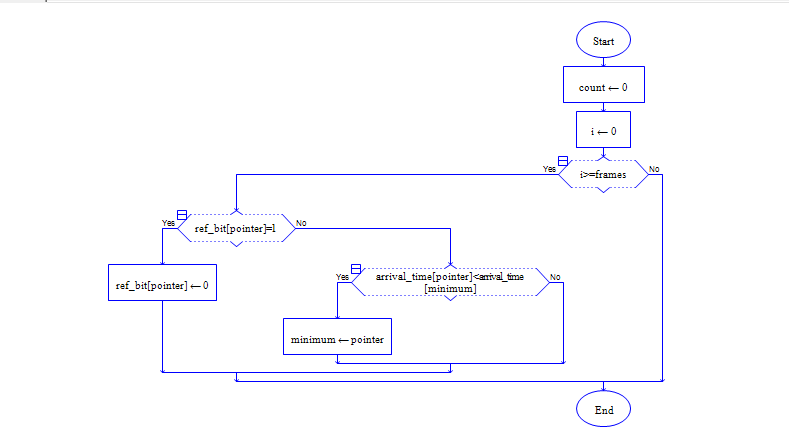 Start
count ← 0
i ← 0
Yes
i>=frames
No
Yes
ref_bit[pointer]=1
No
ref_bit[pointer] ← 0
Yes
arrival_time[pointer]<arrival_time
[minimum]
No
minimum ← pointer
End